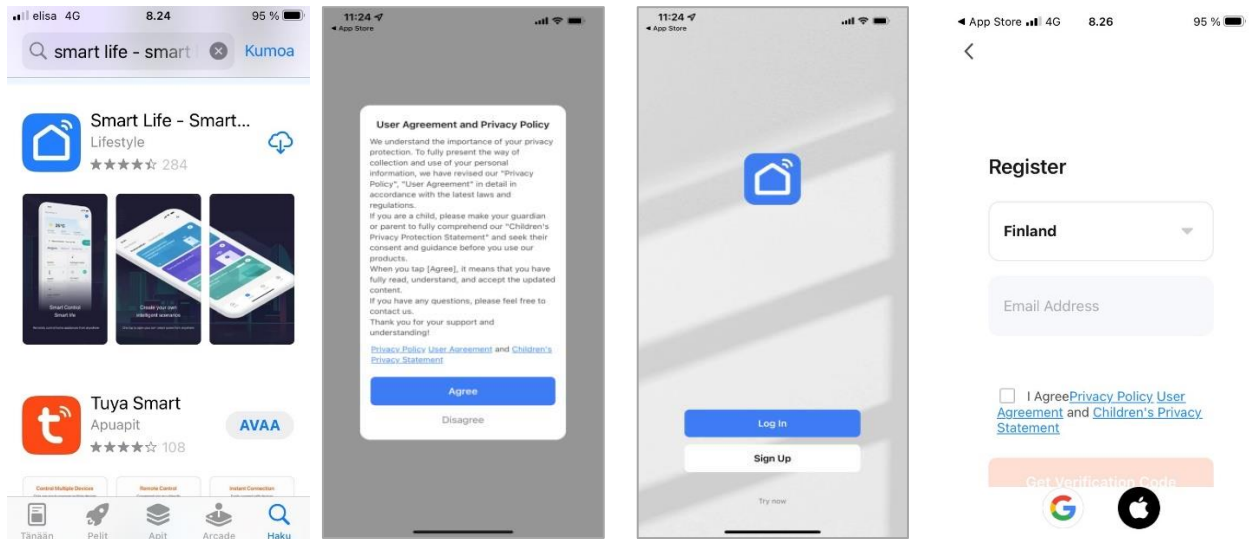 elisa 4G 8.24 95 %
smart life - smart
Kumoa
Smart Life - Smart...
Lifestyle
284
Smart Control
Smart life
Create your own
intelligent scenario
Tuya Smart
Apuapit
AVAA
108
Control Multiple Devices
Remote Control
Instant Connection
Tänään
Pelit
Apit
Arcade
Haku
11:24
◄ App Store
User Agreement and Privacy Policy
We understand the importance of your privacy
protection. To fully present the way of
collection and use of your personal
information, we have revised our "Privacy
Policy", "User Agreement" in detail in
accordance with the latest laws and
regulations.
If you are a child, please make your guardian
or parent to fully comprehend our "Children's
Privacy Protection Statement" and seek their
consent and guidance before you use our
products.
When you tap [Agree], it means that you have
fully read, understand, and accept the updated
content.
If you have any questions, please feel free to
contact us.
Thank you for your support and
understanding!
Privacy Policy User Agreement and Children's
Privacy Statement
Agree
Disagree
11:24
◄ App Store
Log In
Sign Up
Try now
◄ App Store 4G 8.26 95 %
Register
Finland
Email Address
I AgreePrivacy Policy User
Agreement and Children's Privacy
Statement
Get Verification Code